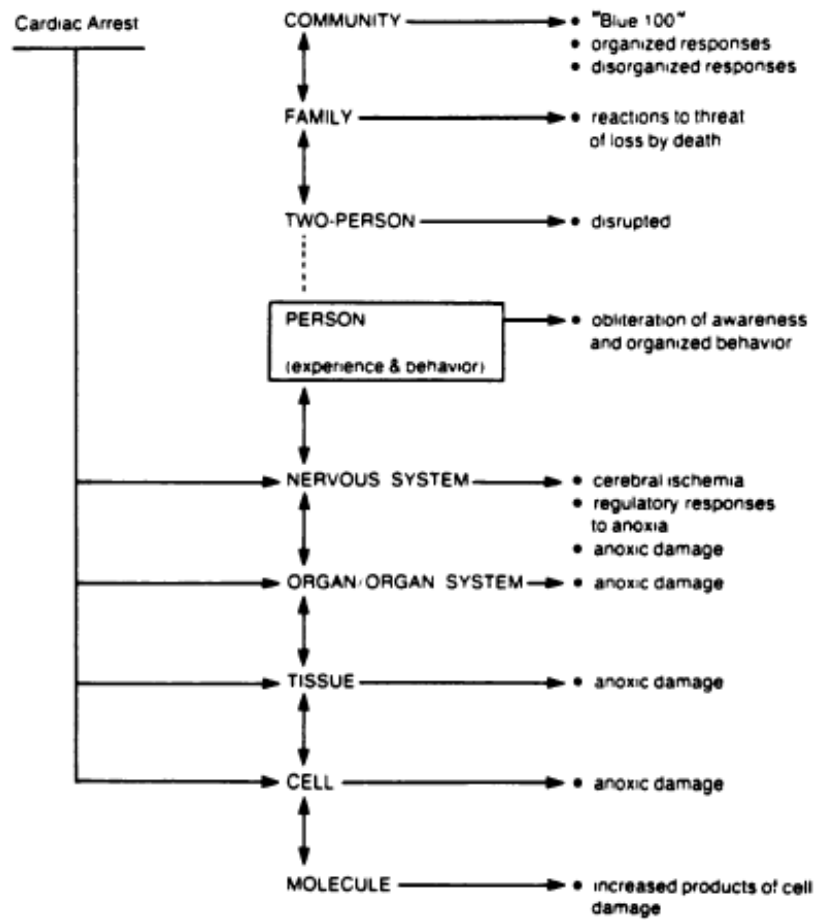 Cardiac Arrest
COMMUNITY
• "Blue 100"
• organized responses
• disorganized responses
FAMILY
• reactions to threat
of loss by death
TWO-PERSON
• disrupted
PERSON
(experience & behavior)
• obliteration of awareness
and organized behavior
NERVOUS SYSTEM
• cerebral ischemia
• regulatory responses
to anoxia
• anoxic damage
ORGAN/ORGAN SYSTEM
• anoxic damage
TISSUE
• anoxic damage
CELL
• anoxic damage
MOLECULE
• increased products of cell
damage